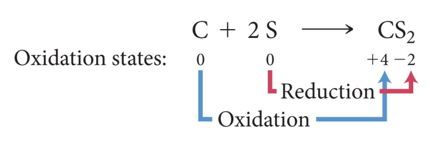 C + 2 S ⟶ CS₂
Oxidation states: 0 0 +4 −2
Reduction
Oxidation